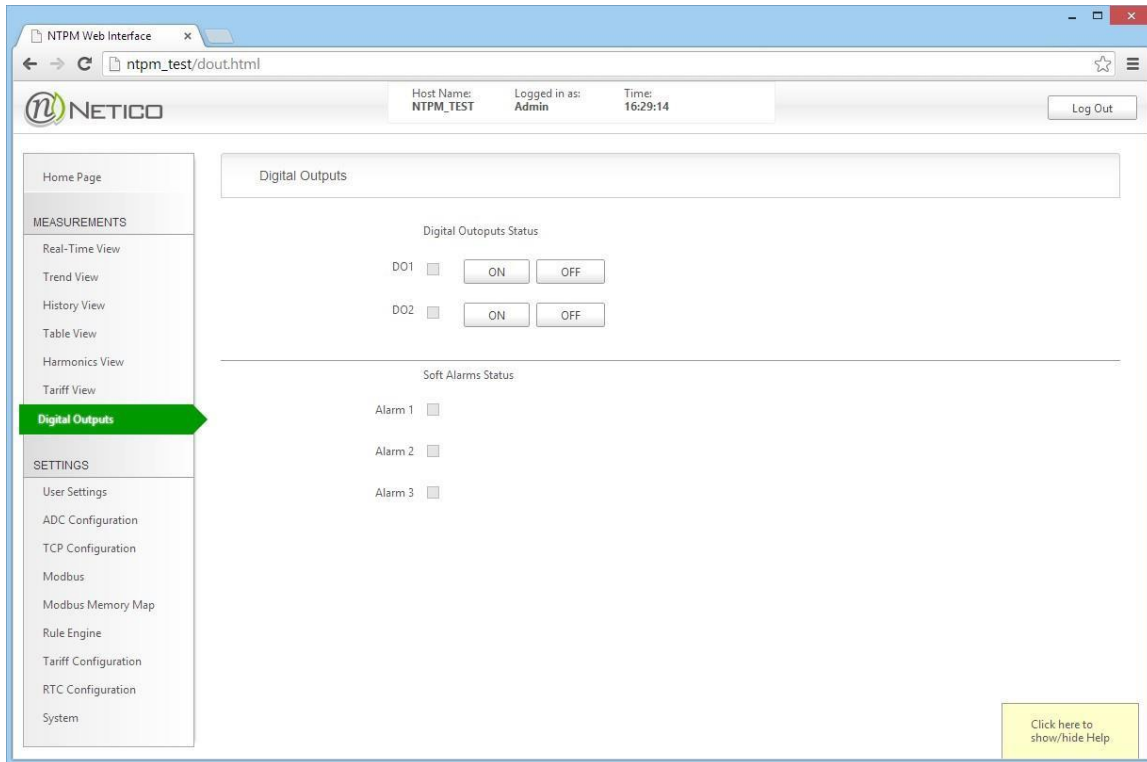 NTPM Web Interface
ntpm_test/dout.html
NETICO
Host Name:
NTPM_TEST
Logged in as:
Admin
Time:
16:29:14
Log Out
Home Page
MEASUREMENTS
Real-Time View
Trend View
History View
Table View
Harmonics View
Tariff View
Digital Outputs
SETTINGS
User Settings
ADC Configuration
TCP Configuration
Modbus
Modbus Memory Map
Rule Engine
Tariff Configuration
RTC Configuration
System
Digital Outputs
Digital Outoputs Status
DO1 ON OFF
DO2 ON OFF
Soft Alarms Status
Alarm 1
Alarm 2
Alarm 3
Click here to
show/hide Help